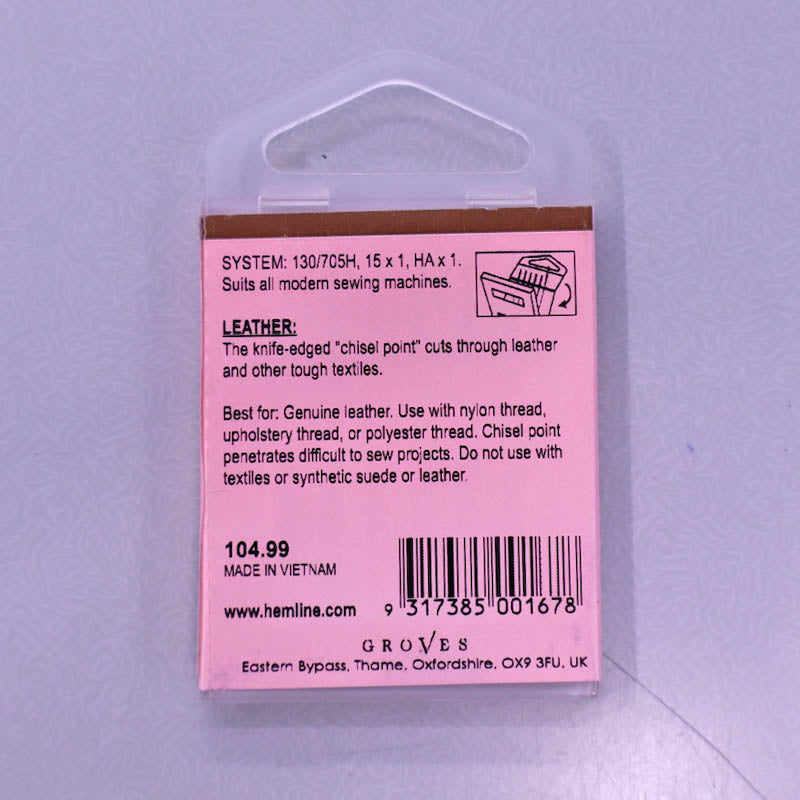 SYSTEM: 130/705H, 15 x 1, HA x 1.
Suits all modern sewing machines.
LEATHER:
The knife-edged "chisel point" cuts through leather
and other tough textiles.
Best for: Genuine leather. Use with nylon thread,
upholstery thread, or polyester thread. Chisel point
penetrates difficult to sew projects. Do not use with
textiles or synthetic suede or leather.
104.99
MADE IN VIETNAM
www.hemline.com
9 317385 001678
GROVES
Eastern Bypass, Thame, Oxfordshire, OX9 3FU, UK